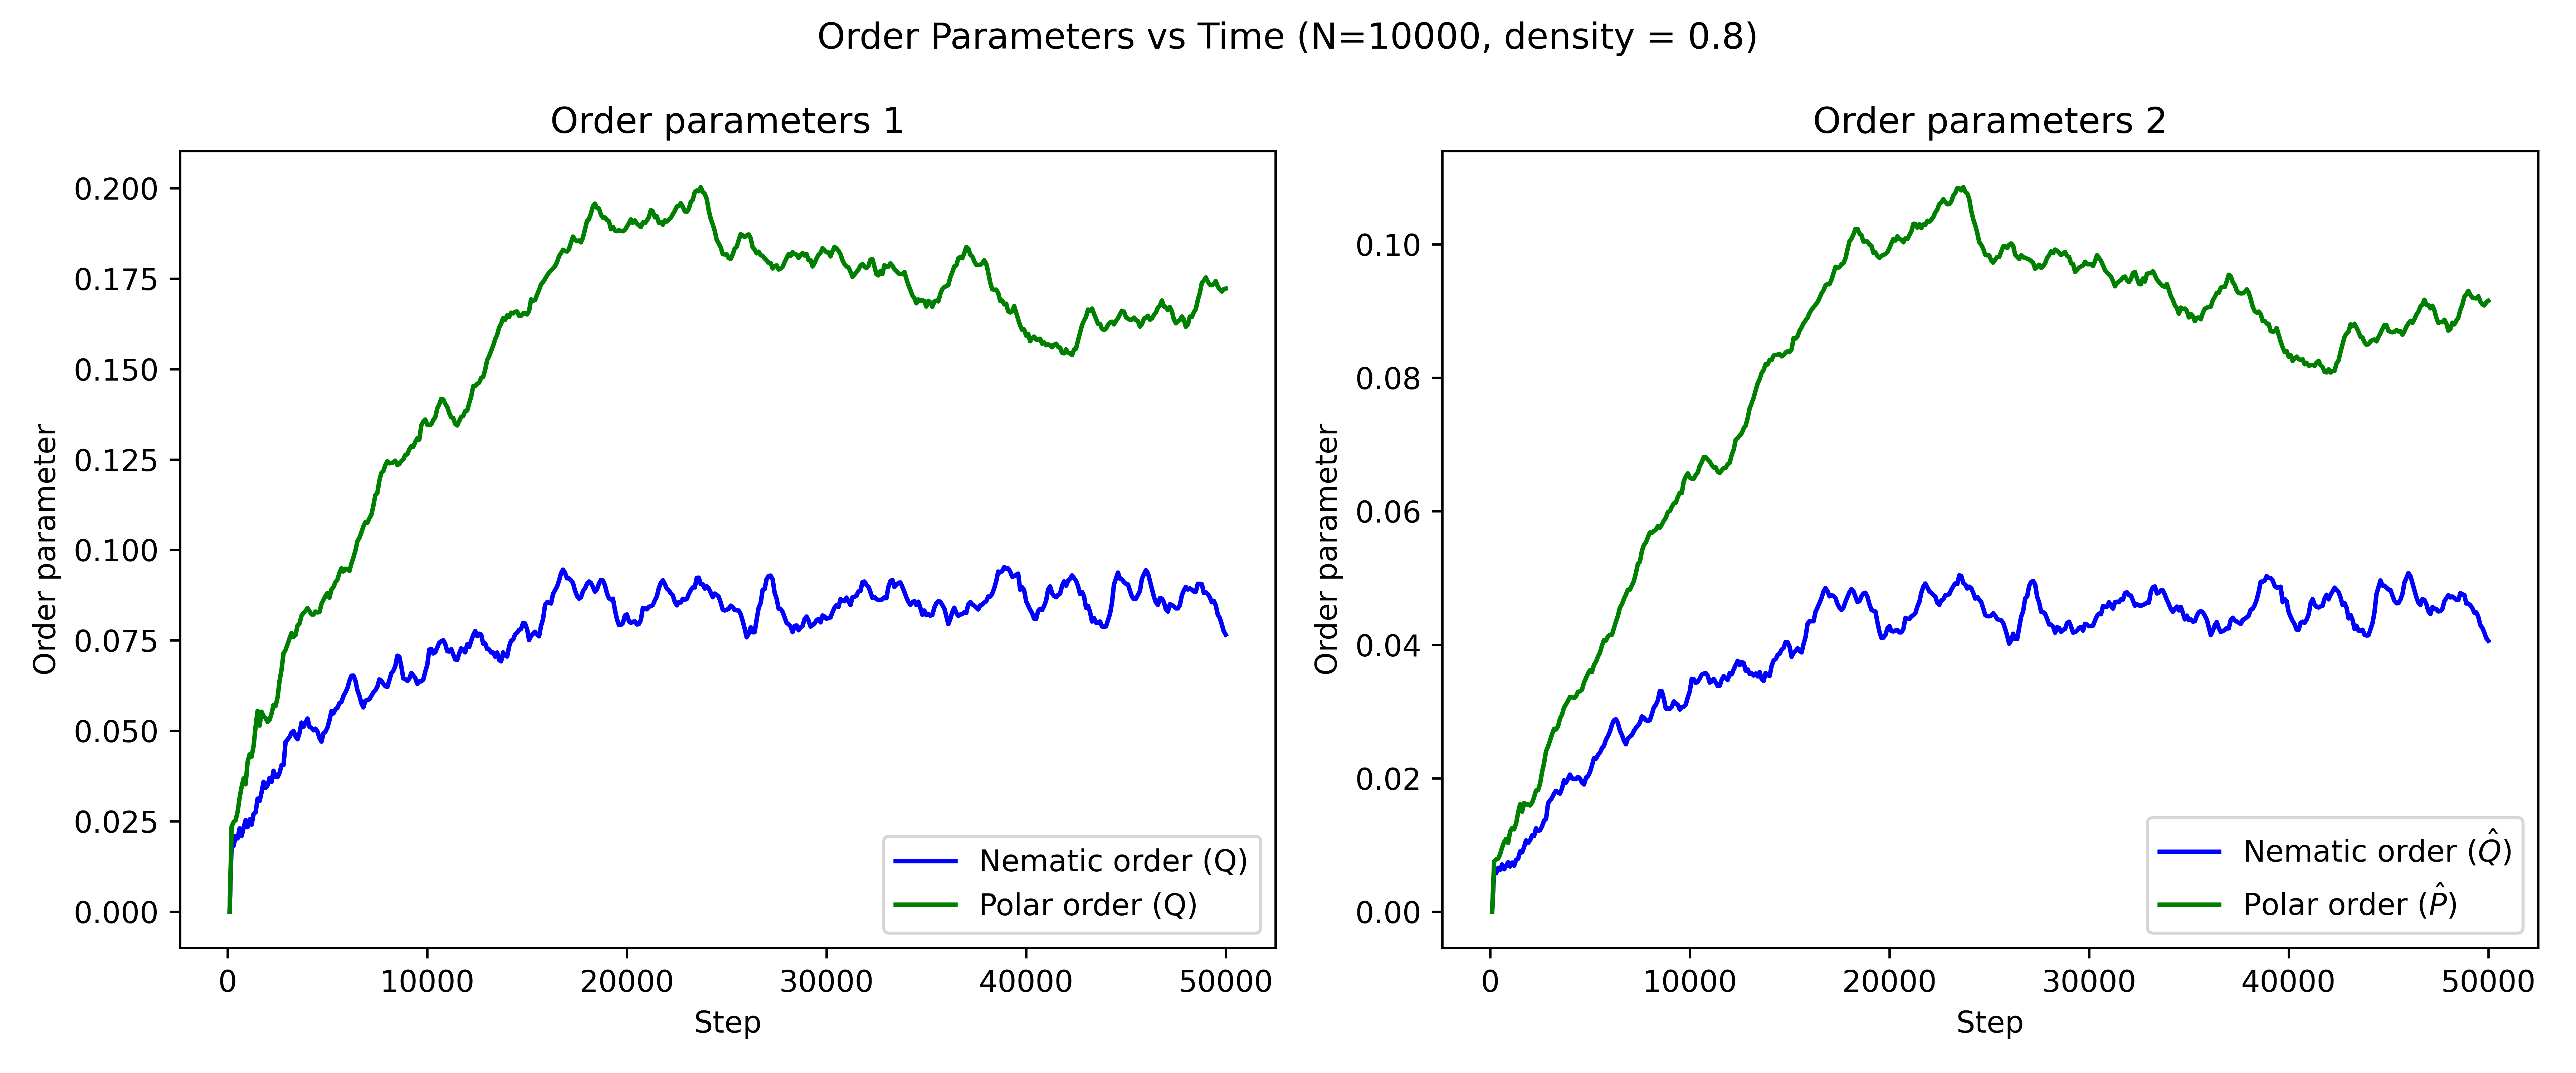 Order Parameters vs Time (N=10000, density = 0.8)
Order parameters 1
0.200
0.175
0.150
0.125
0.100
0.075
0.050
0.025
0.000
Order parameter
0 10000 20000 30000 40000 50000
Step
Nematic order (Q)
Polar order (Q)
Order parameters 2
0.10
0.08
0.06
0.04
0.02
0.00
Order parameter
0 10000 20000 30000 40000 50000
Step
Nematic order (Q̂)
Polar order (P̂)